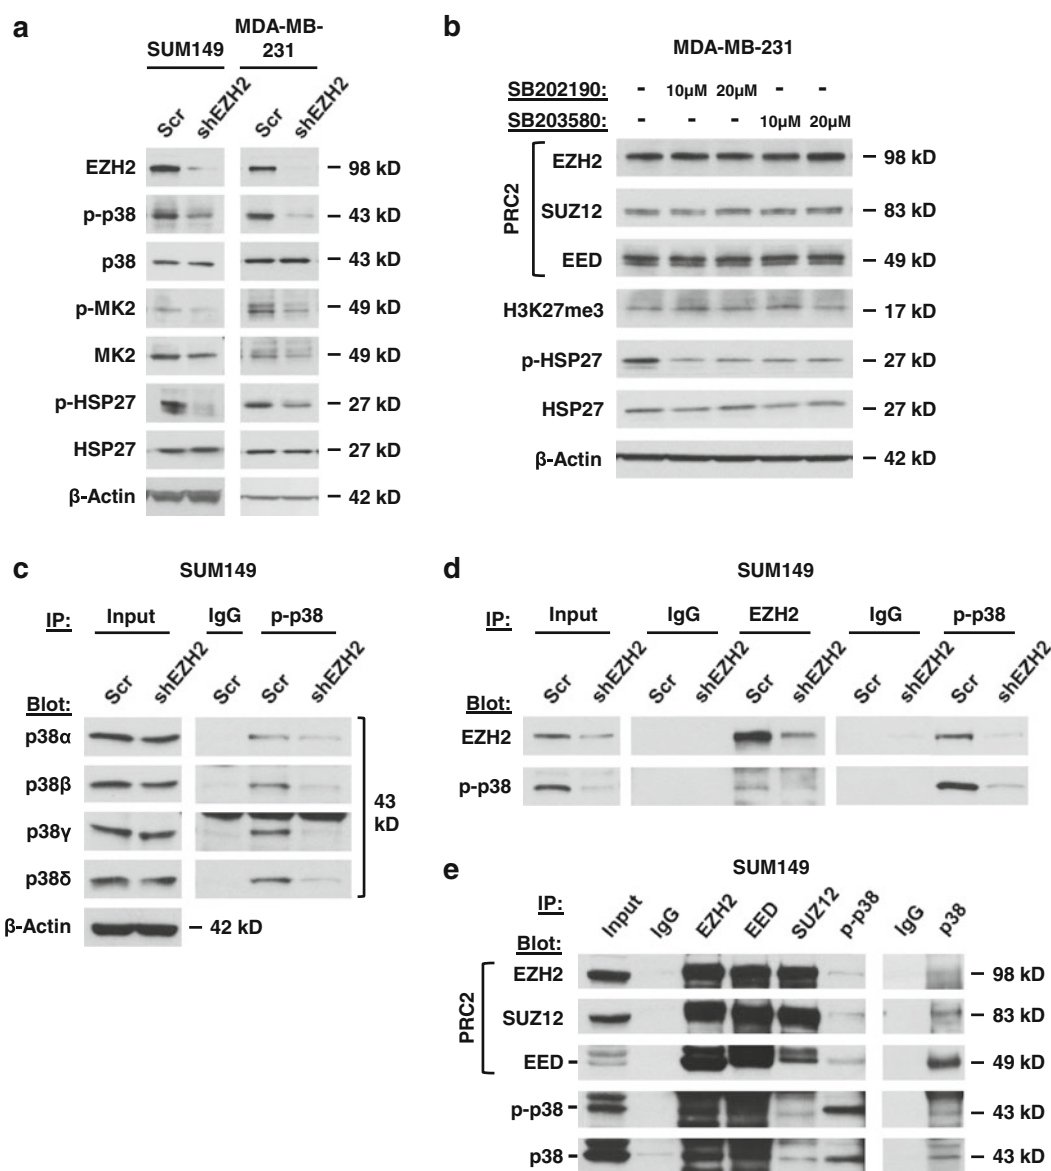 a
SUM149
MDA-MB-
231
Scr
shEZH2
Scr
shEZH2
EZH2
– 98 kD
p-p38
– 43 kD
p38
– 43 kD
p-MK2
– 49 kD
MK2
– 49 kD
p-HSP27
– 27 kD
HSP27
– 27 kD
β-Actin
– 42 kD
b
MDA-MB-231
SB202190: - 10µM 20µM - -
SB203580: - - - 10µM 20µM
PRC2
EZH2
– 98 kD
SUZ12
– 83 kD
EED
– 49 kD
H3K27me3
– 17 kD
p-HSP27
– 27 kD
HSP27
– 27 kD
β-Actin
– 42 kD
c
SUM149
IP: Input IgG p-p38
Scr shEZH2 Scr Scr shEZH2
Blot:
p38α
p38β
p38γ
p38δ
43
kD
β-Actin
– 42 kD
d
SUM149
IP: Input IgG EZH2 IgG p-p38
Scr shEZH2 Scr shEZH2 Scr shEZH2 Scr shEZH2 Scr shEZH2
Blot:
EZH2
p-p38
e
SUM149
IP: Input IgG EZH2 EED SUZ12 p-p38 IgG p38
Blot:
PRC2
EZH2
– 98 kD
SUZ12
– 83 kD
EED -
– 49 kD
p-p38 -
– 43 kD
p38 -
– 43 kD